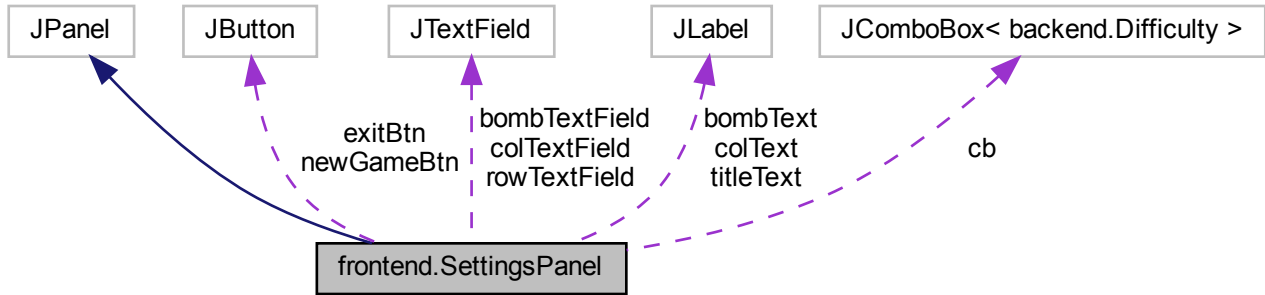 JPanel
JButton
JTextField
JLabel
JComboBox< backend.Difficulty >
exitBtn
newGameBtn
bombTextField
colTextField
rowTextField
bombText
colText
titleText
cb
frontend.SettingsPanel